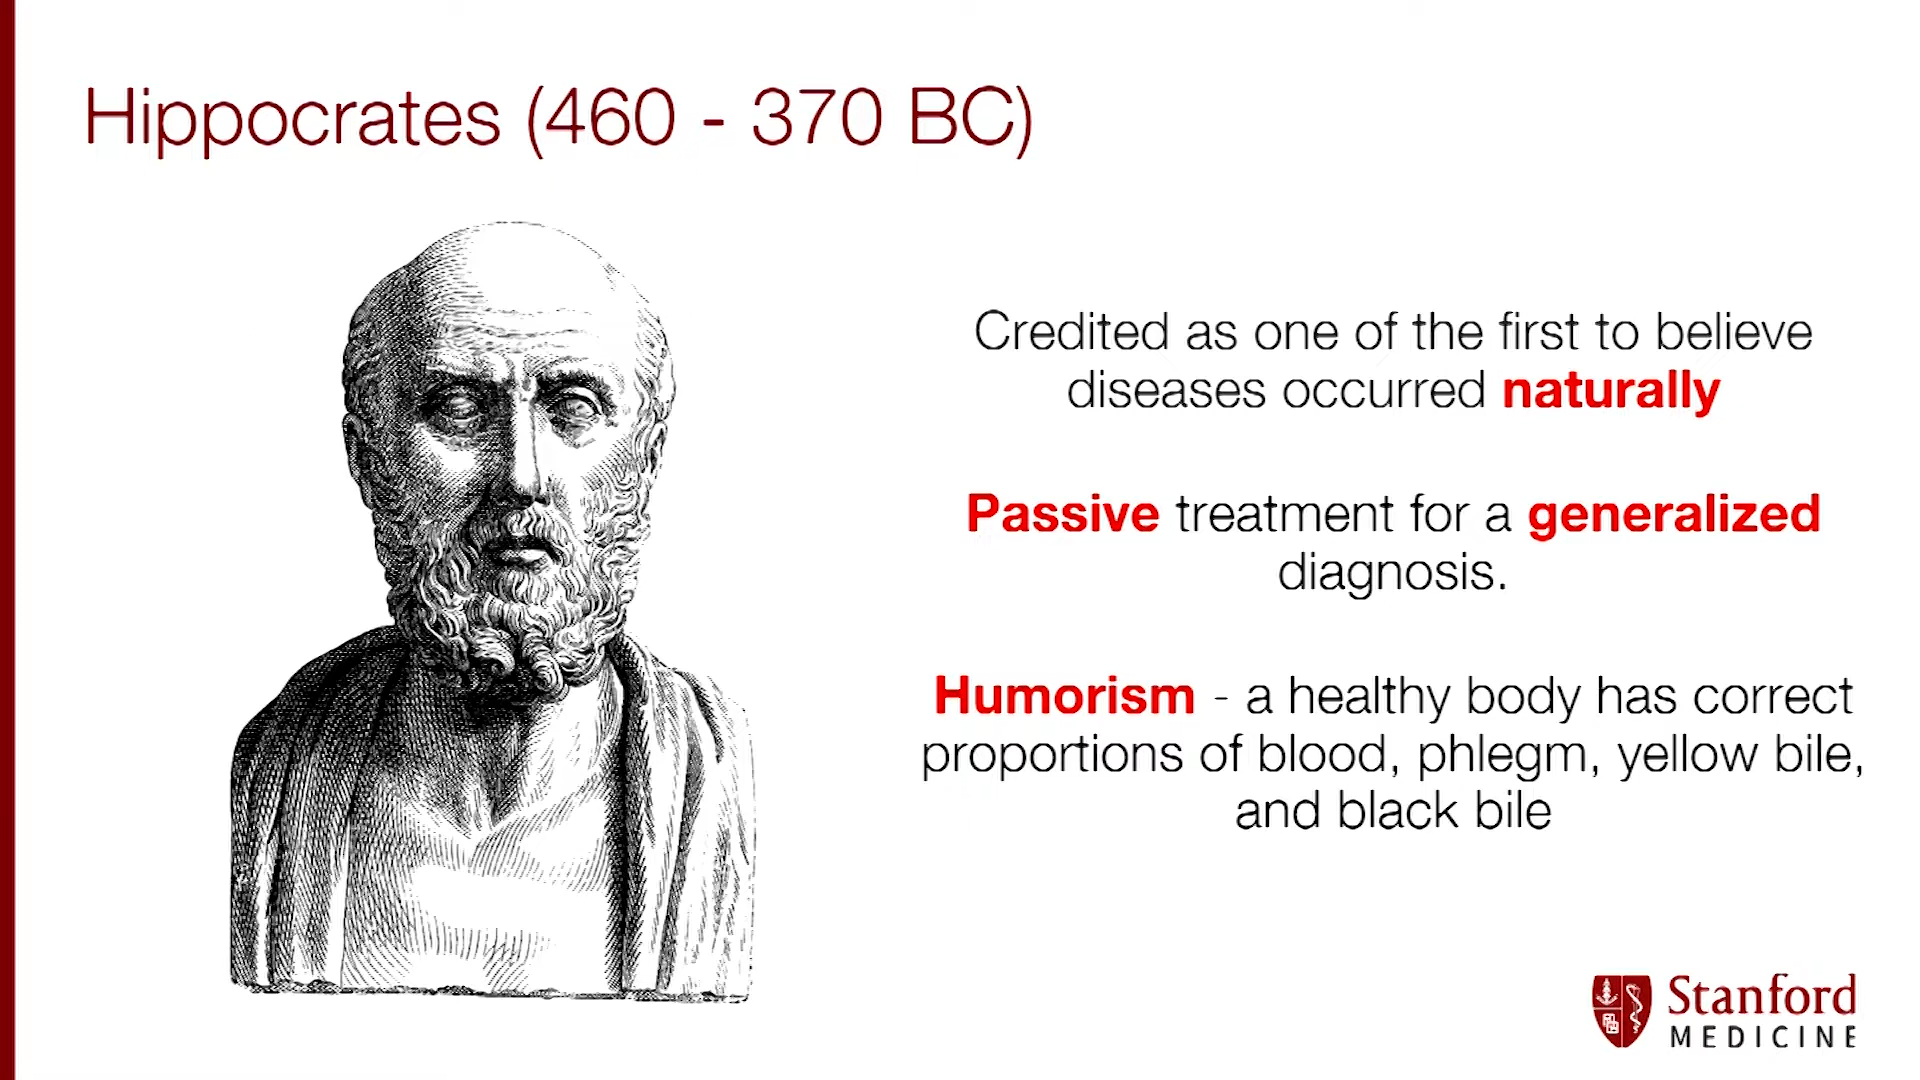 Hippocrates (460 - 370 BC)
Credited as one of the first to believe
diseases occurred naturally
Passive treatment for a generalized
diagnosis.
Humorism - a healthy body has correct
proportions of blood, phlegm, yellow bile,
and black bile
Stanford
MEDICINE